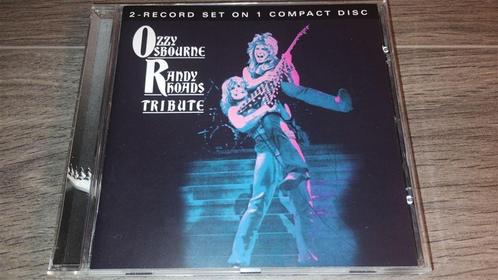 2-RECORD SET ON 1 COMPACT DISC
OZZY
OSBOURNE
RANDY
RHOADS
TRIBUTE